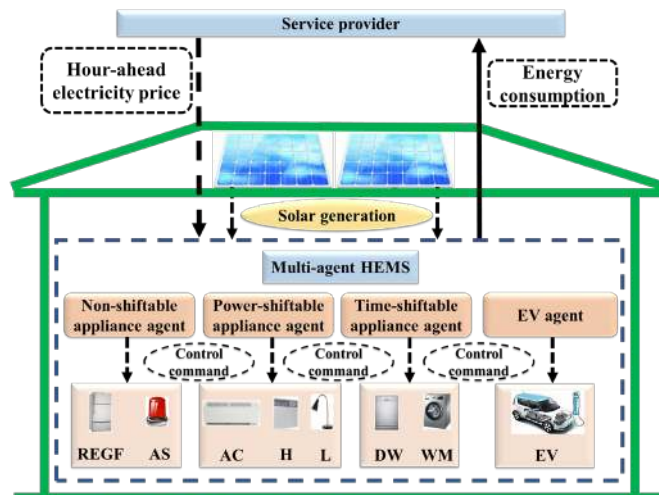 Service provider
Hour-ahead
electricity price
Energy
consumption
Solar generation
Multi-agent HEMS
Non-shiftable
appliance agent
Power-shiftable
appliance agent
Time-shiftable
appliance agent
EV agent
Control
command
Control
command
Control
command
REGF AS
AC H L
DW WM
EV